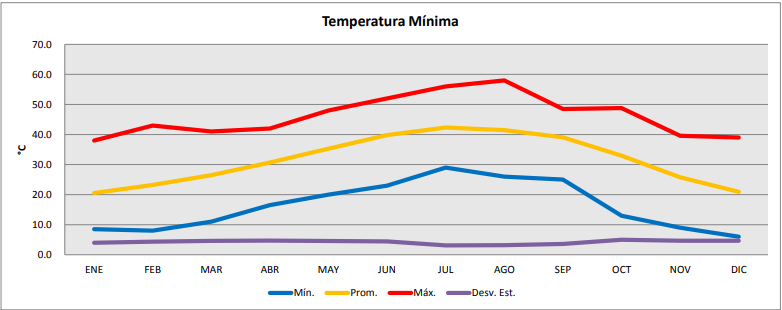 Temperatura Mínima
70.0
60.0
50.0
40.0
30.0
20.0
10.0
0.0
°C
ENE FEB MAR ABR MAY JUN JUL AGO SEP OCT NOV DIC
Mín. Prom. Máx. Desv. Est.